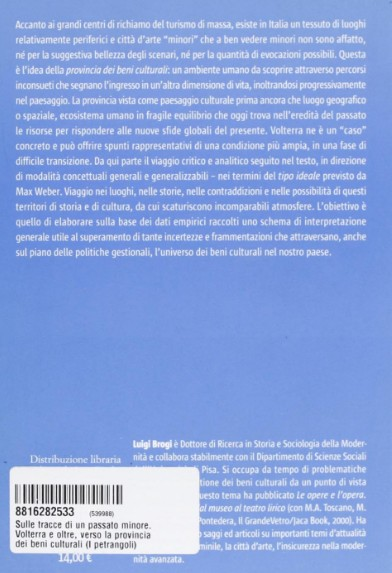 Accanto ai grandi centri di richiamo del turismo di massa, esiste in Italia un tessuto di luoghi
relativamente periferici e città d'arte "minori" che a ben vedere minori non sono affatto,
né per la suggestiva bellezza degli scenari, né per la quantità di evocazioni possibili. Questa
è l'idea della provincia dei beni culturali: un ambiente umano da scoprire attraverso percorsi
inconsueti che segnano l'ingresso in un'altra dimensione di vita, inoltrandosi progressivamente
nel paesaggio. La provincia vista come paesaggio culturale prima ancora che luogo geografico
o spaziale, ecosistema umano in fragile equilibrio che oggi trova nell'eredità del passato
le risorse per rispondere alle nuove sfide globali del presente. Volterra ne è un "caso"
concreto e può offrire spunti rappresentativi di una condizione più ampia, in una fase di
difficile transizione. Da qui parte il viaggio critico e analitico seguito nel testo, in direzione
di modalità concettuali generali e generalizzabili – nei termini del tipo ideale previsto da
Max Weber. Viaggio nei luoghi, nelle storie, nelle contraddizioni e nelle possibilità di questi
territori di storia e di cultura, da cui scaturiscono incomparabili atmosfere. L'obiettivo è
quello di elaborare sulla base dei dati empirici raccolti uno schema di interpretazione
generale utile al superamento di tante incertezze e frammentazioni che attraversano, anche
sul piano delle politiche gestionali, l'universo dei beni culturali nel nostro paese.
Luigi Brogi è Dottore di Ricerca in Storia e Sociologia della Moder-
nità e collabora stabilmente con il Dipartimento di Scienze Sociali
Pisa. Si occupa da tempo di problematiche
tione dei beni culturali da un punto di vista
uesto tema ha pubblicato Le opere e l'opera.
al museo al teatro lirico (con M.A. Toscano,
Pontedera, Il GrandeVetro/Jaca Book, 2000). Ha
saggi ed articoli su importanti temi d'attualità
minile, la città d'arte, l'insicurezza nella moder-
nità avanzata.
Distribuzione libraria
8816282533 (539988)
Sulle tracce di un passato minore.
Volterra e oltre, verso la provincia
dei beni culturali (I petrangoli)
14,00 €